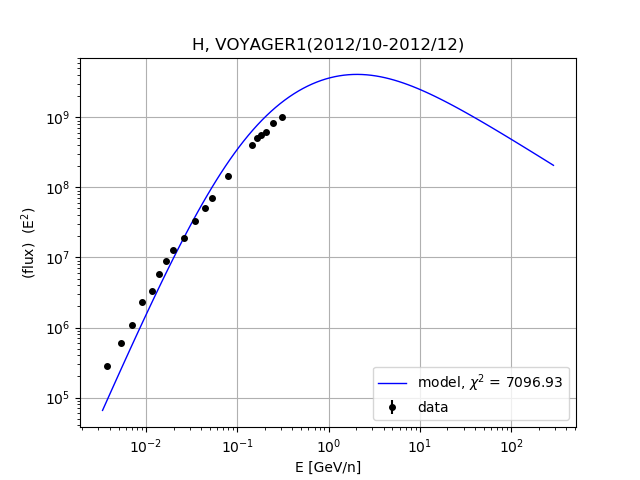 H, VOYAGER1(2012/10-2012/12)
(flux) (E²)
10⁹
10⁸
10⁷
10⁶
10⁵
model, χ² = 7096.93
data
10⁻² 10⁻¹ 10⁰ 10¹ 10²
E [GeV/n]